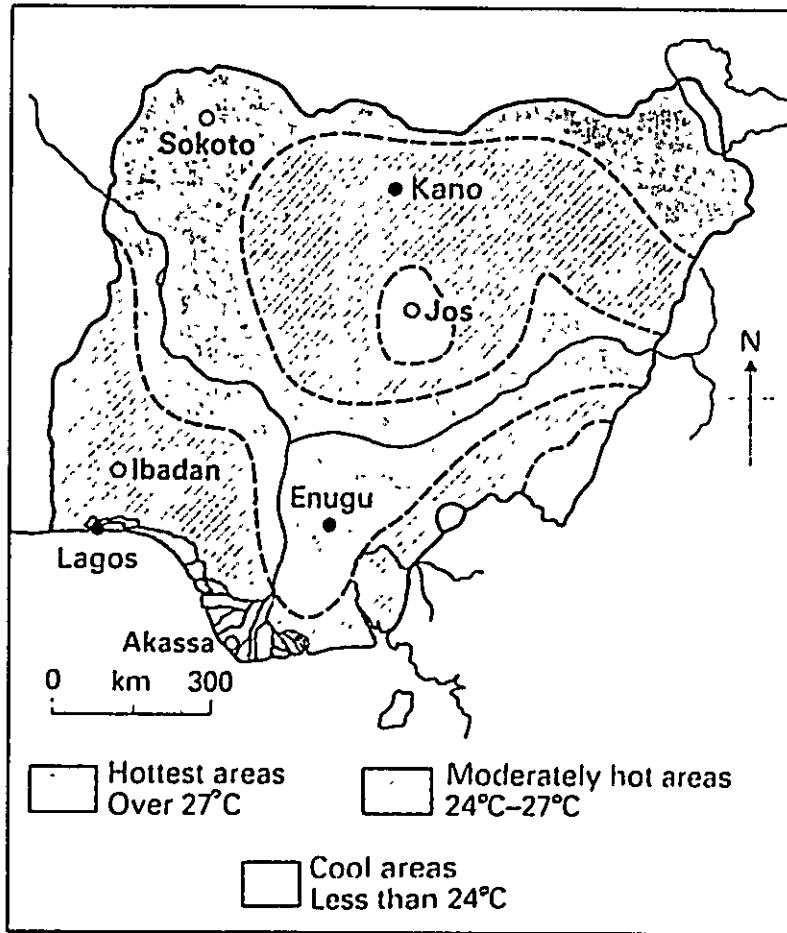 Sokoto
Kano
Jos
N
Ibadan
Enugu
Lagos
Akassa
0 km 300
Hottest areas
Over 27°C
Moderately hot areas
24°C–27°C
Cool areas
Less than 24°C